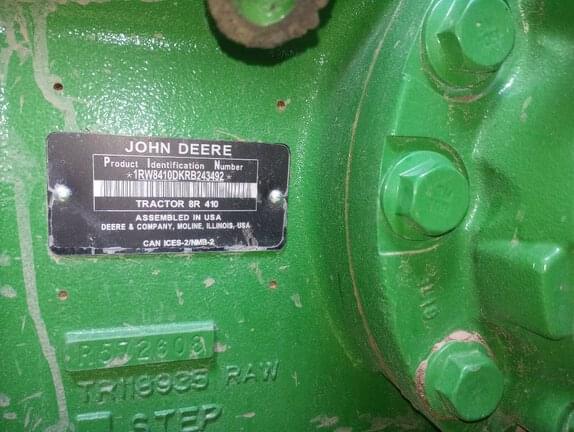 JOHN DEERE
Product Identification Number
*1RW8410DKRB243492*
TRACTOR 8R 410
ASSEMBLED IN USA
DEERE & COMPANY, MOLINE, ILLINOIS, USA
CAN ICES-2/NMB-2
R572608
TR119935 RAW
STEP